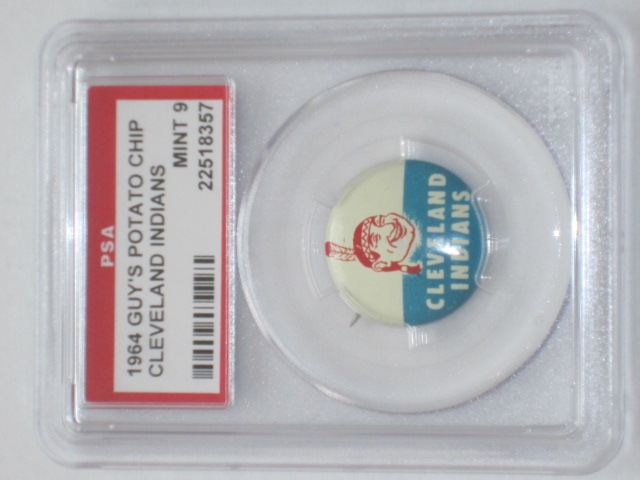 PSA
1964 GUY'S POTATO CHIP
CLEVELAND INDIANS
MINT 9
22518357
CLEVELAND
INDIANS